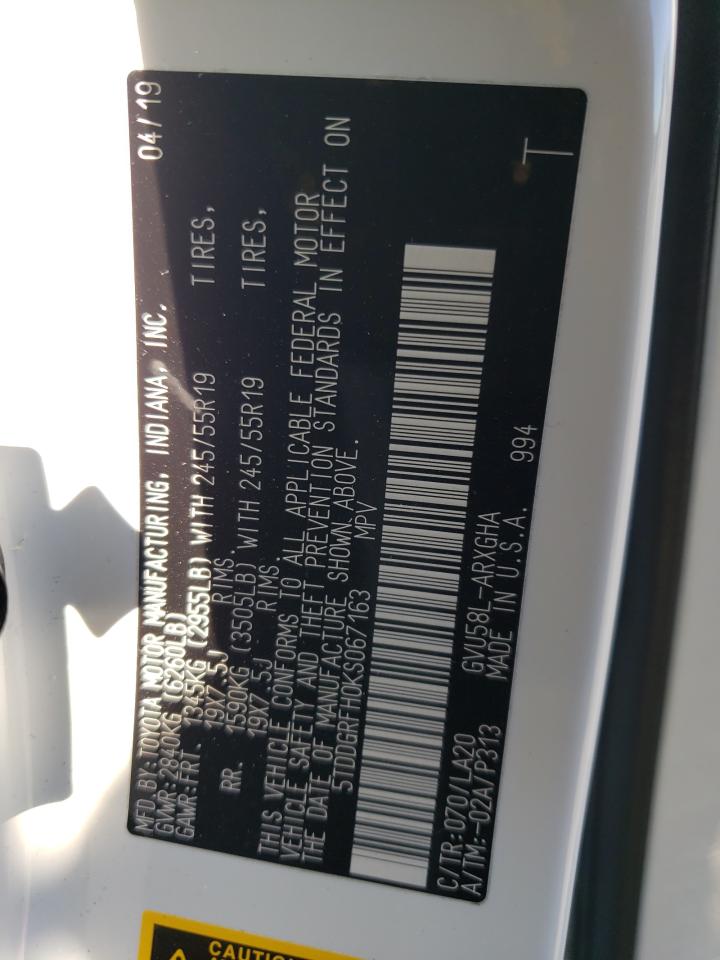 MFD BY:TOYOTA MOTOR MANUFACTURING, INDIANA, INC. 04/19
GVWR:2840KG (6260LB)
GAWR:FRT. 1345KG (2955LB) WITH 245/55R19 TIRES,
19X7.5J RIMS.
RR. 1590KG (3505LB) WITH 245/55R19 TIRES,
19X7.5J RIMS.
THIS VEHICLE CONFORMS TO ALL APPLICABLE FEDERAL MOTOR
VEHICLE SAFETY AND THEFT PREVENTION STANDARDS IN EFFECT ON
THE DATE OF MANUFACTURE SHOWN ABOVE.
5TDDGRFH0KS067163 MPV
C/TR:070/LA20 GVU58L-ARXGHA
A/TM:-02A/P313 MADE IN U.S.A. 994
T